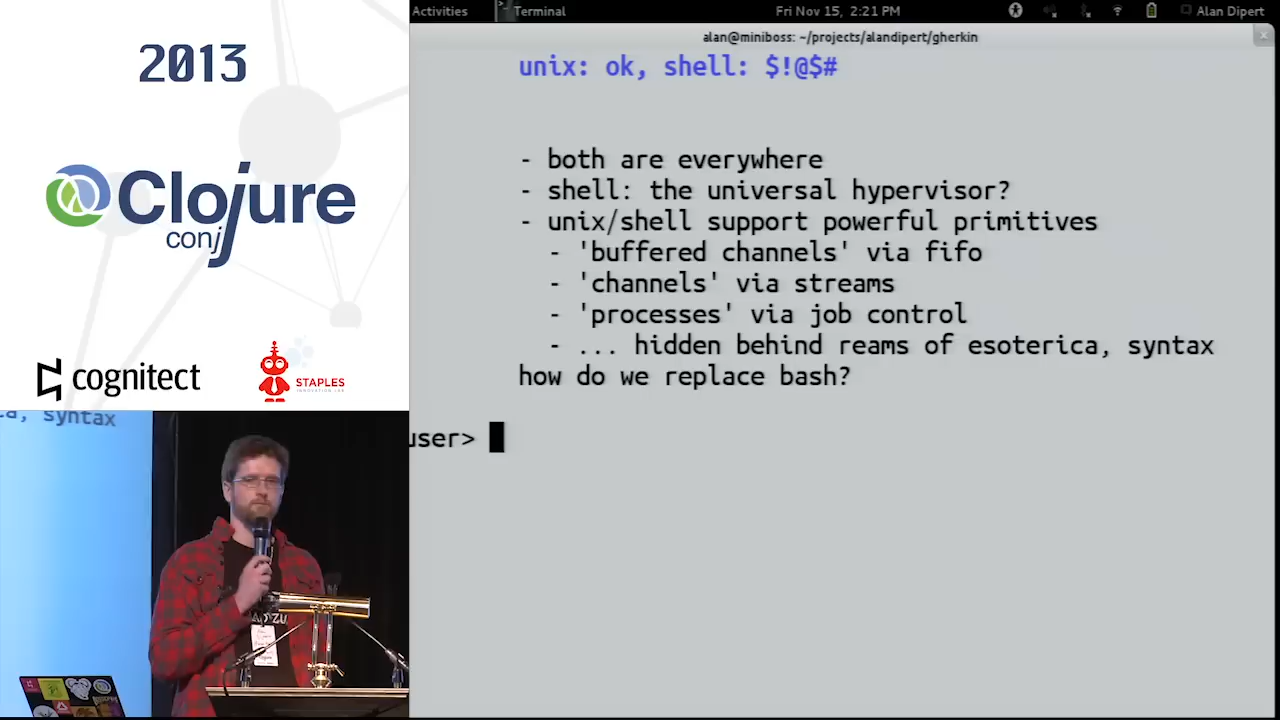 2013
Clojure
conj
cognitect
STAPLES
Activities
Terminal
Fri Nov 15, 2:21 PM
Alan Dipert
alan@miniboss: ~/projects/alandipert/gherkin
unix: ok, shell: $!@$#
- both are everywhere
- shell: the universal hypervisor?
- unix/shell support powerful primitives
- 'buffered channels' via fifo
- 'channels' via streams
- 'processes' via job control
- ... hidden behind reams of esoterica, syntax
how do we replace bash?
user>
syntax